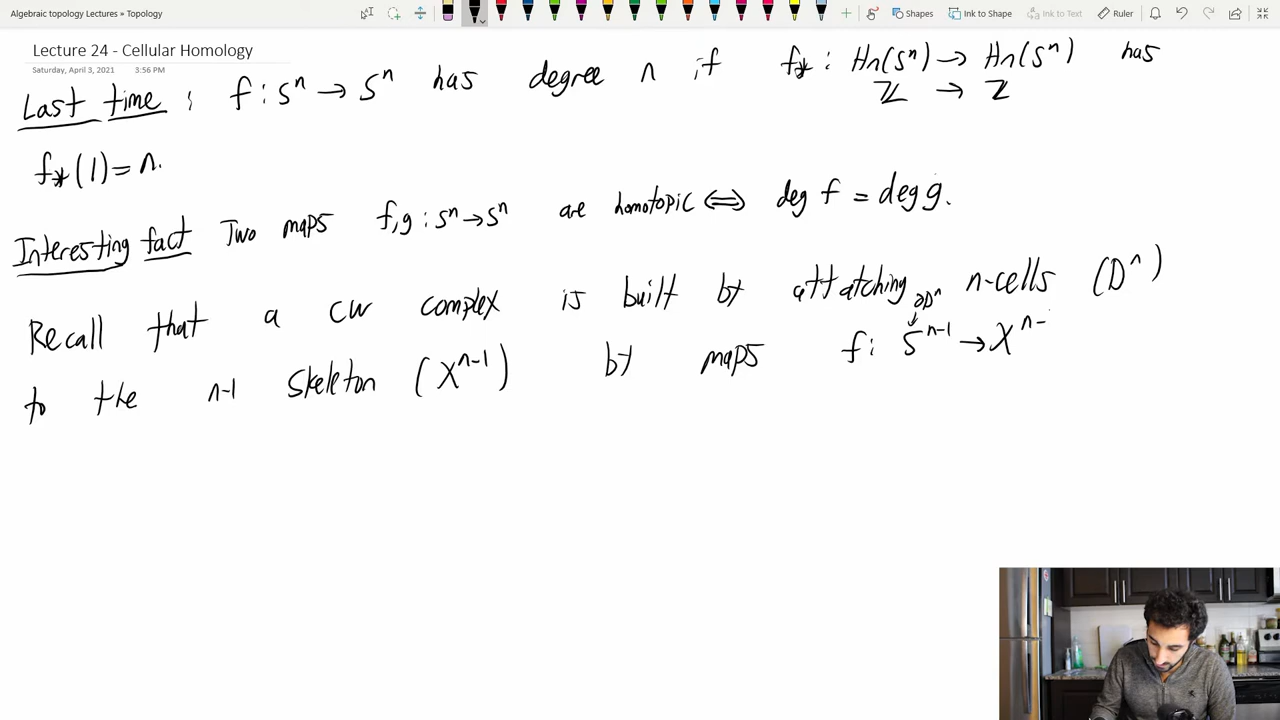 Algebraic topology Lectures – Topology
Shapes
Ink to Shape
Ink to Text
Ruler
Lecture 24 - Cellular Homology
Saturday, April 3, 2021 3:56 PM
Last time : f : Sⁿ → Sⁿ has degree n if f∗ : Hn(Sⁿ) → Hn(Sⁿ) has
ℤ → ℤ
f∗(1) = n.
Interesting fact Two maps f,g : Sⁿ → Sⁿ are homotopic ⟺ deg f = deg g.
Recall that a CW complex is built by attatching n-cells (Dⁿ)
∂Dⁿ
to the n-1 skeleton (Xⁿ⁻¹) by maps f: Sⁿ⁻¹ → Xⁿ⁻